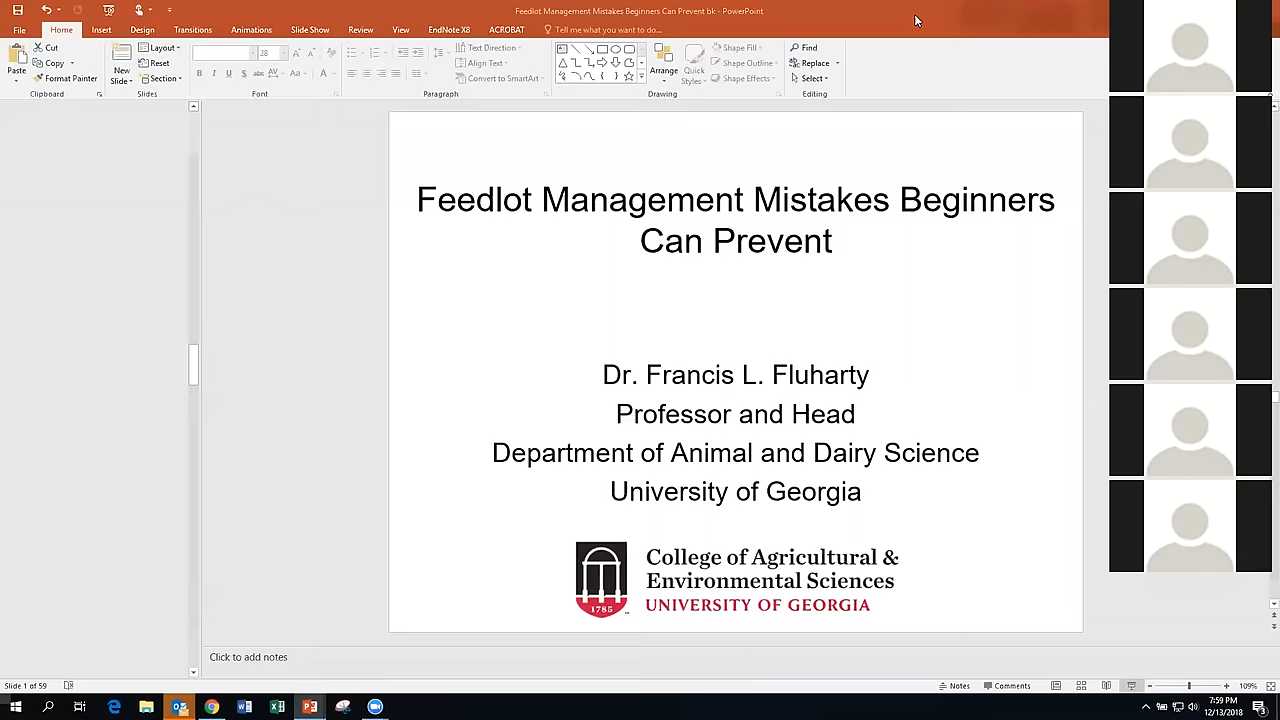 Feedlot Management Mistakes Beginners Can Prevent bk - PowerPoint
File
Home
Insert
Design
Transitions
Animations
Slide Show
Review
View
EndNote X8
ACROBAT
Tell me what you want to do...
Paste
Cut
Copy
Format Painter
Clipboard
New
Slide
Layout
Reset
Section
Slides
28
B I U S abc AV Aa A
Font
Text Direction
Align Text
Convert to SmartArt
Paragraph
Arrange
Quick
Styles
Shape Fill
Shape Outline
Shape Effects
Drawing
Find
Replace
Select
Editing
Feedlot Management Mistakes Beginners
Can Prevent
Dr. Francis L. Fluharty
Professor and Head
Department of Animal and Dairy Science
University of Georgia
1785
College of Agricultural &
Environmental Sciences
UNIVERSITY OF GEORGIA
Click to add notes
Slide 1 of 59
Notes
Comments
109%
7:59 PM
12/13/2018